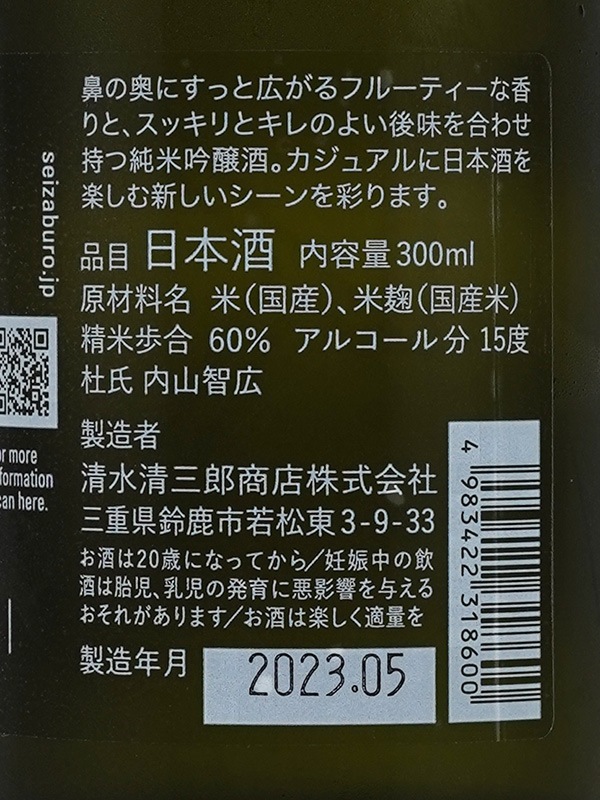 鼻の奥にすっと広がるフルーティーな香
りと、スッキリとキレのよい後味を合わせ
持つ純米吟醸酒。カジュアルに日本酒を
楽しむ新しいシーンを彩ります。
品目 日本酒 内容量300ml
原材料名 米(国産)、米麹(国産米)
精米歩合 60% アルコール分 15度
杜氏 内山智広
製造者
清水清三郎商店株式会社
三重県鈴鹿市若松東3-9-33
お酒は20歳になってから/妊娠中の飲
酒は胎児、乳児の発育に悪影響を与える
おそれがあります/お酒は楽しく適量を
製造年月 2023.05
4 983422 318600
seizaburo.jp
or more
formation
can here.